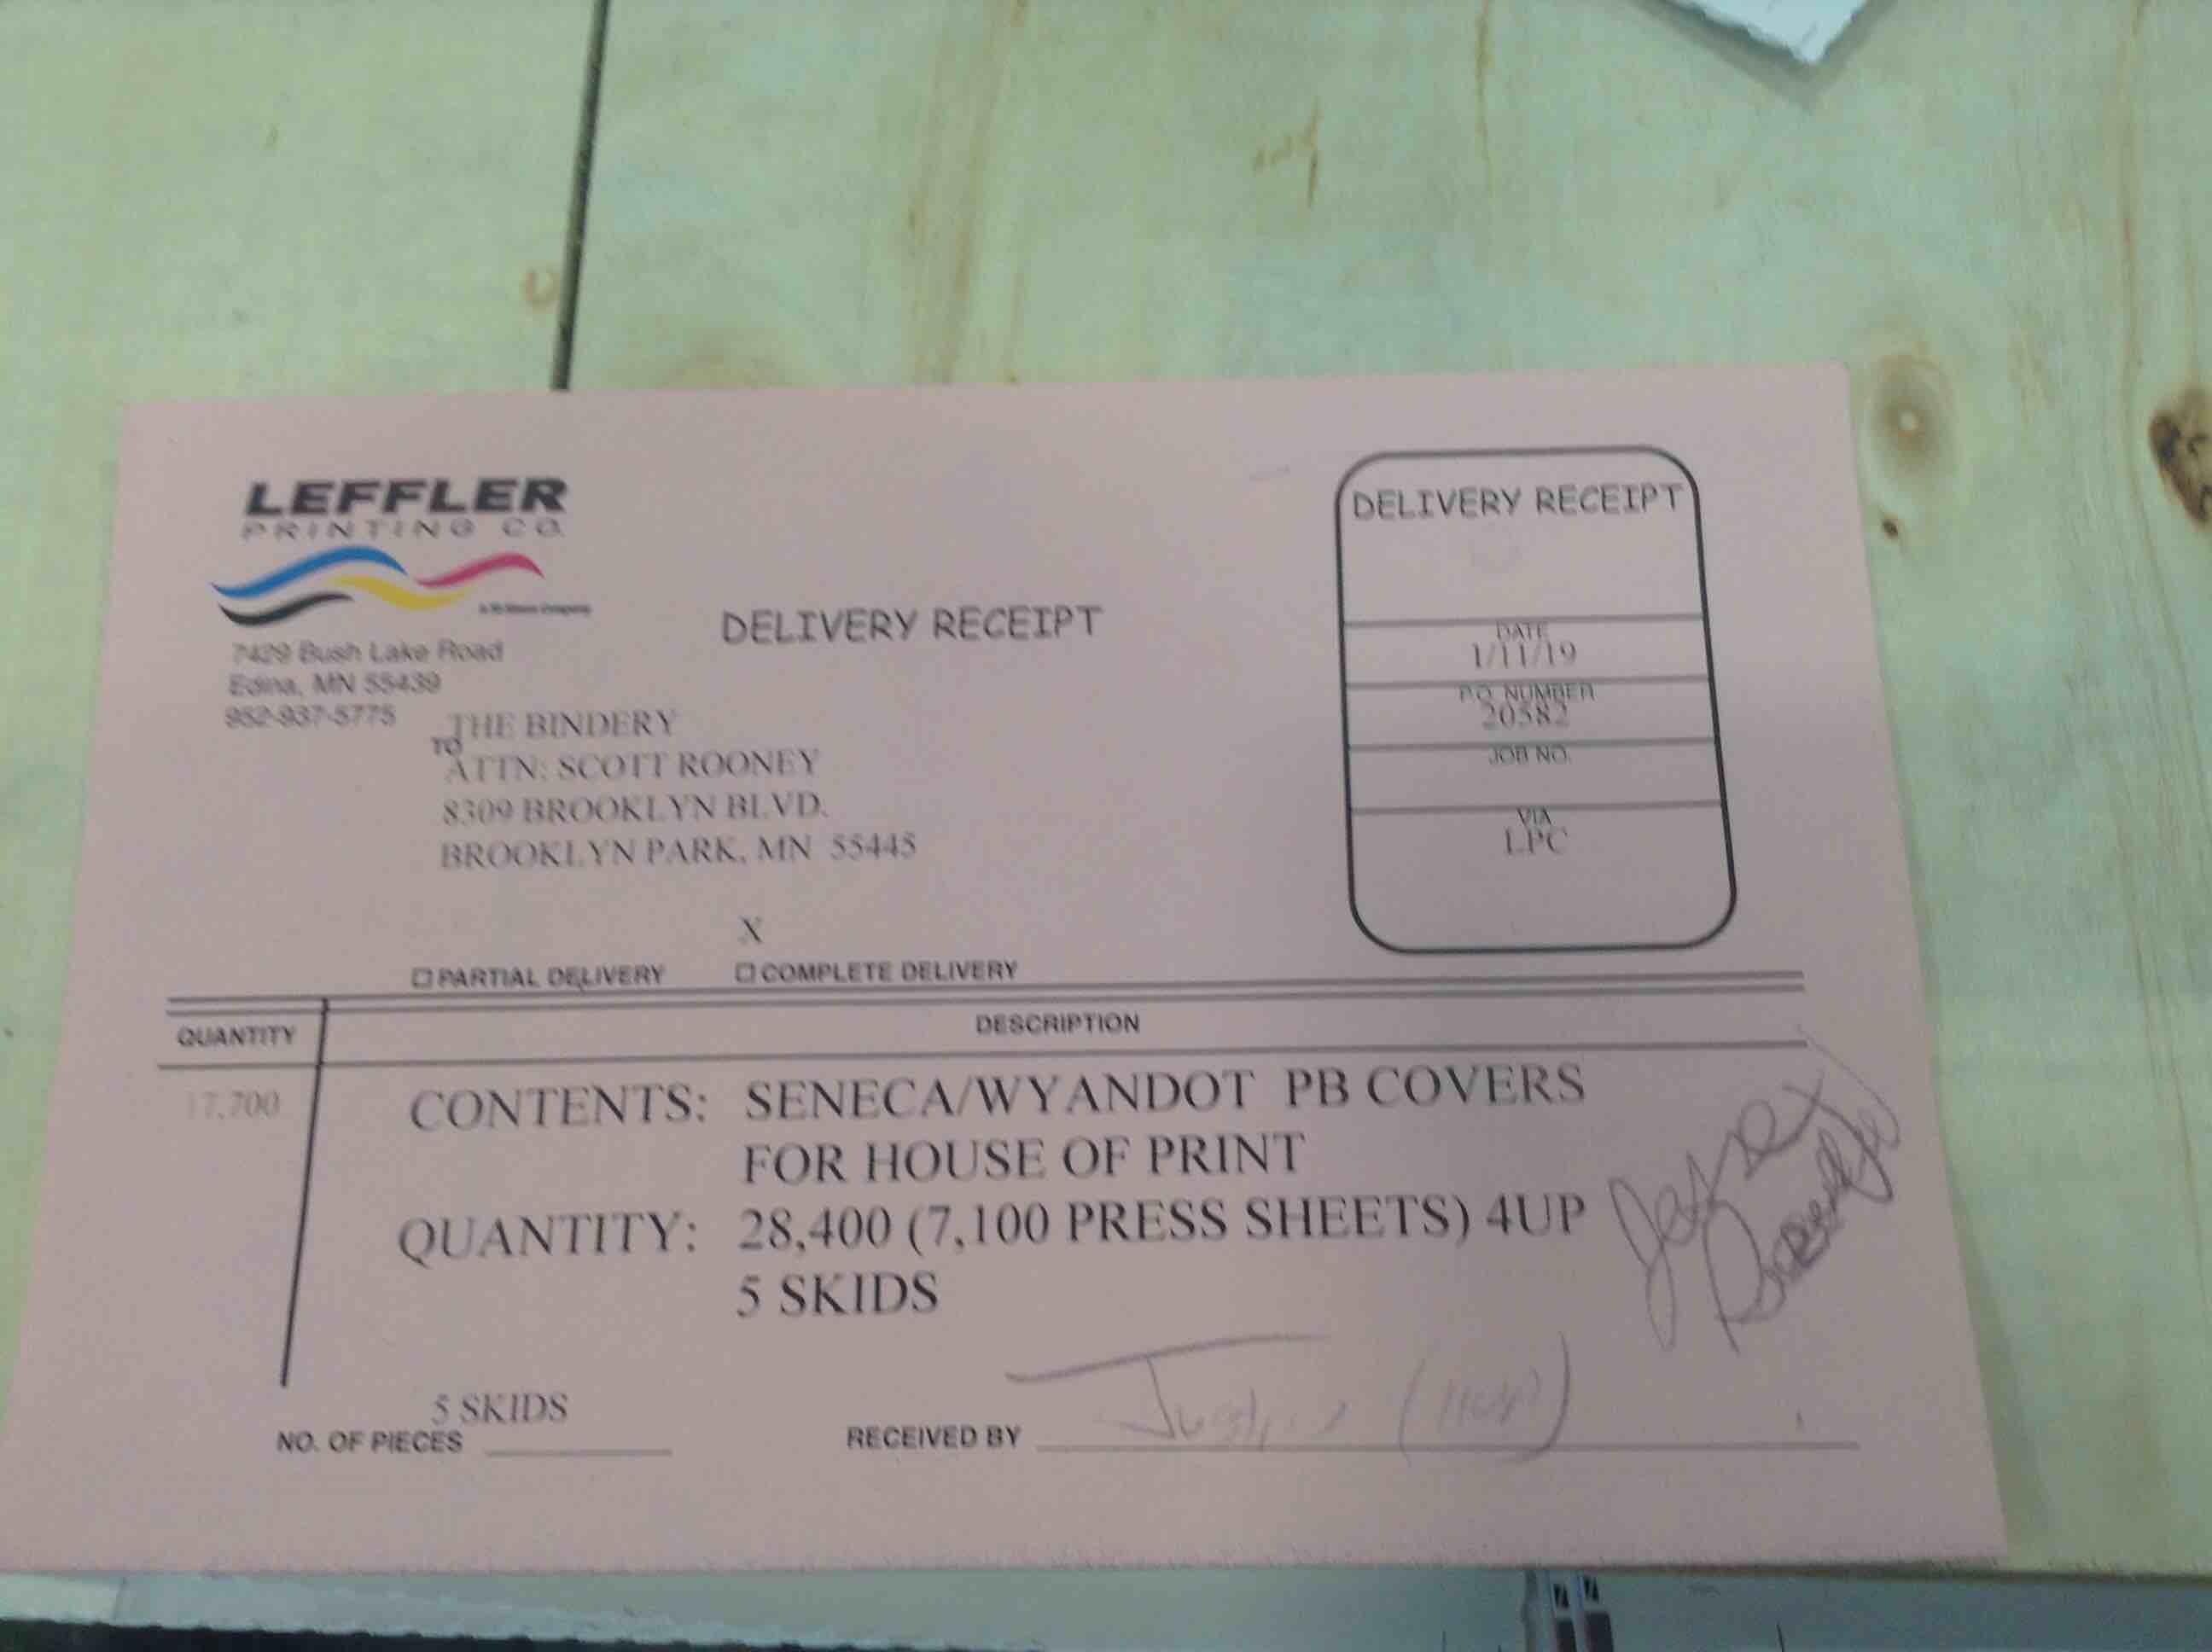 LEFFLER
PRINTING CO.
7429 Bush Lake Road
Edina, MN 55439
952-937-5775
DELIVERY RECEIPT
DELIVERY RECEIPT
DATE
1/11/19
P.O. NUMBER
20582
JOB NO.
VIA
LPC
TO
THE BINDERY
ATTN: SCOTT ROONEY
8309 BROOKLYN BLVD.
BROOKLYN PARK, MN 55445
X
PARTIAL DELIVERY COMPLETE DELIVERY
QUANTITY DESCRIPTION
17,700 CONTENTS: SENECA/WYANDOT PB COVERS
FOR HOUSE OF PRINT
QUANTITY: 28,400 (7,100 PRESS SHEETS) 4UP
5 SKIDS
5 SKIDS
NO. OF PIECES RECEIVED BY